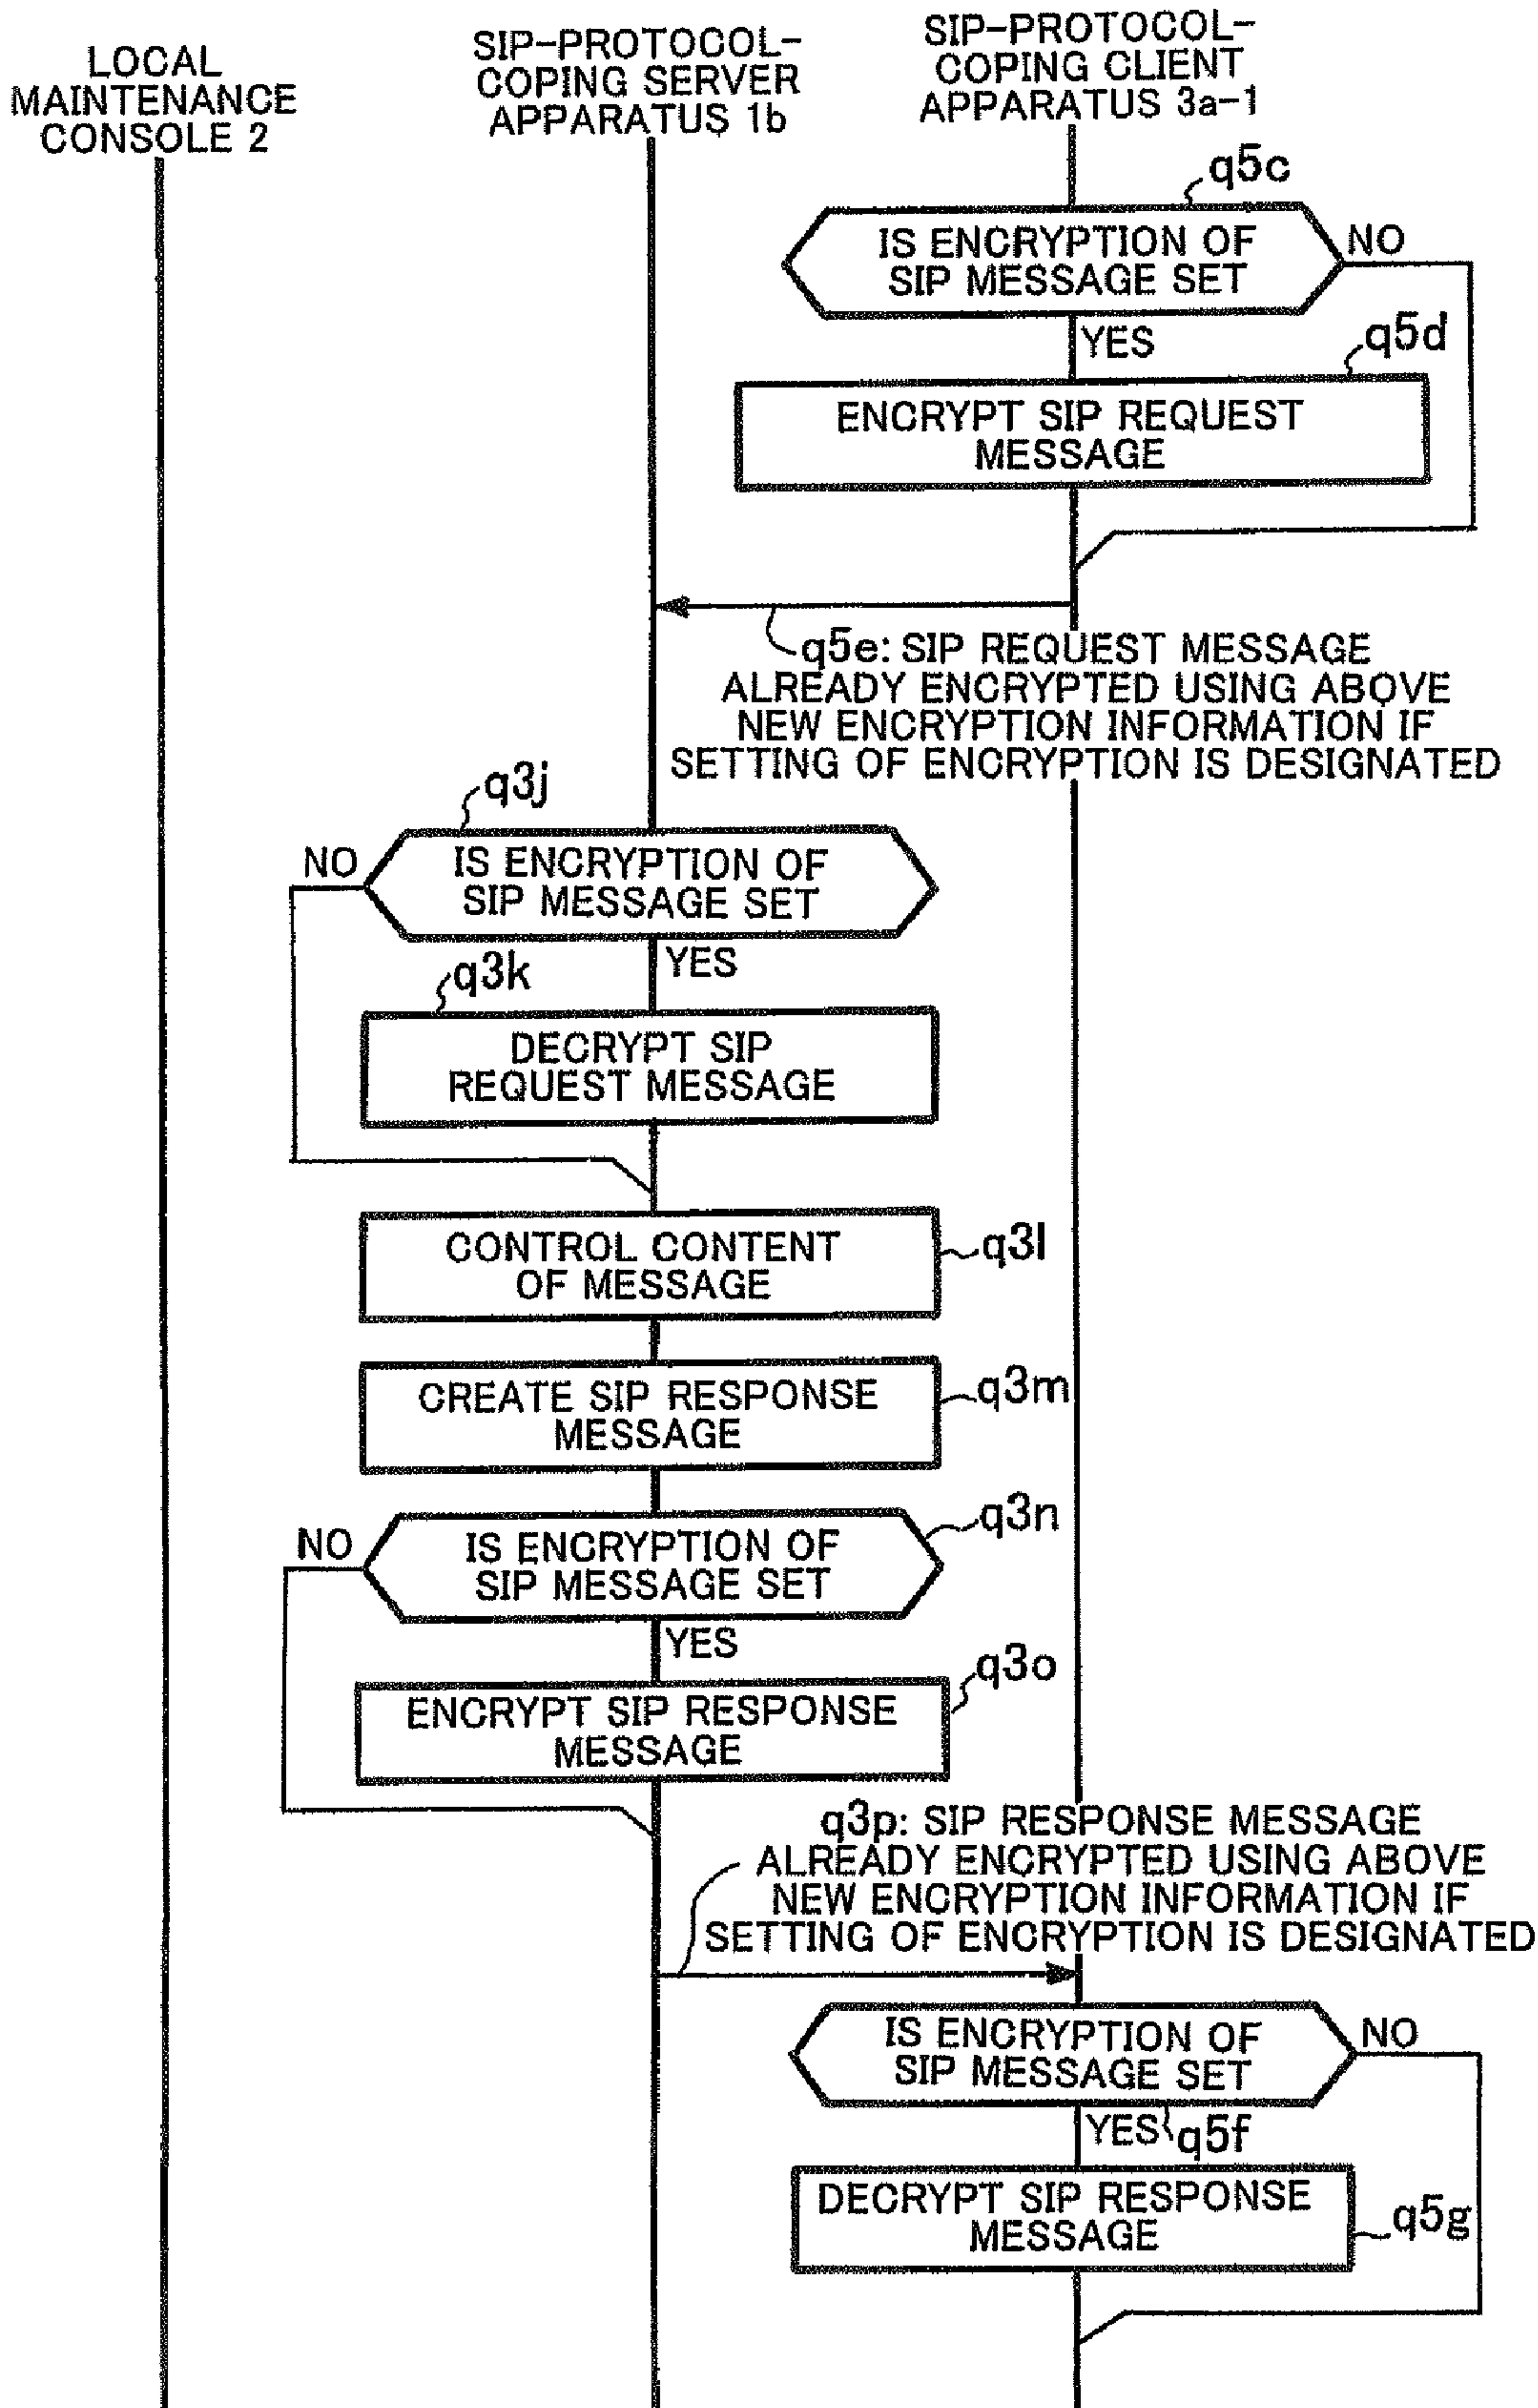 LOCAL
MAINTENANCE
CONSOLE 2
SIP-PROTOCOL-
COPING SERVER
APPARATUS 1b
SIP-PROTOCOL-
COPING CLIENT
APPARATUS 3a-1
q5c
IS ENCRYPTION OF
SIP MESSAGE SET
NO
YES
q5d
ENCRYPT SIP REQUEST
MESSAGE
q5e: SIP REQUEST MESSAGE
ALREADY ENCRYPTED USING ABOVE
NEW ENCRYPTION INFORMATION IF
SETTING OF ENCRYPTION IS DESIGNATED
q3j
NO
IS ENCRYPTION OF
SIP MESSAGE SET
YES
q3k
DECRYPT SIP
REQUEST MESSAGE
CONTROL CONTENT
OF MESSAGE
q3l
CREATE SIP RESPONSE
MESSAGE
q3m
NO
IS ENCRYPTION OF
SIP MESSAGE SET
q3n
YES
q3o
ENCRYPT SIP RESPONSE
MESSAGE
q3p: SIP RESPONSE MESSAGE
ALREADY ENCRYPTED USING ABOVE
NEW ENCRYPTION INFORMATION IF
SETTING OF ENCRYPTION IS DESIGNATED
IS ENCRYPTION OF
SIP MESSAGE SET
NO
YES
q5f
DECRYPT SIP RESPONSE
MESSAGE
q5g